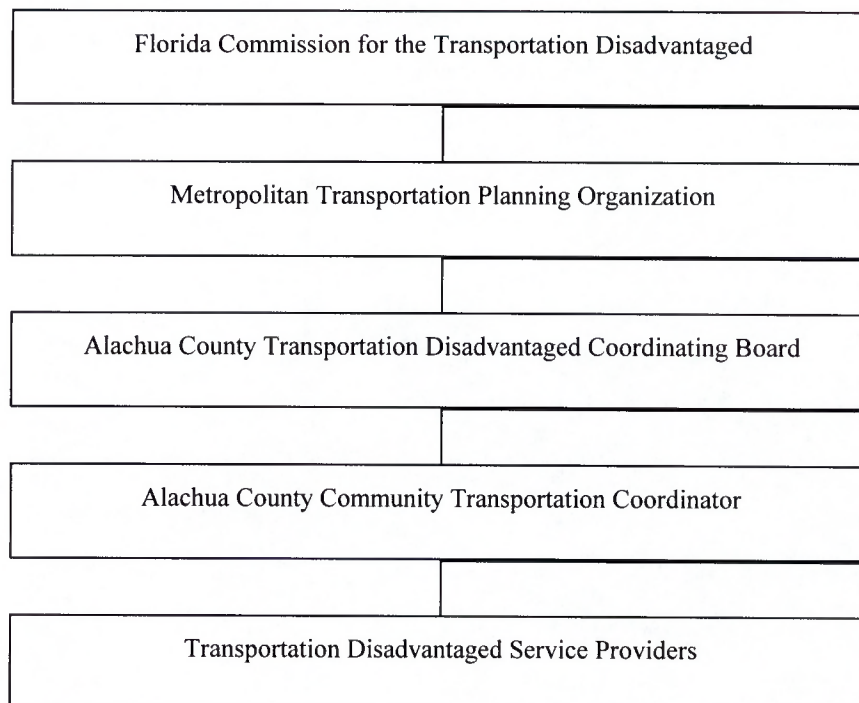 Florida Commission for the Transportation Disadvantaged
Metropolitan Transportation Planning Organization
Alachua County Transportation Disadvantaged Coordinating Board
Alachua County Community Transportation Coordinator
Transportation Disadvantaged Service Providers